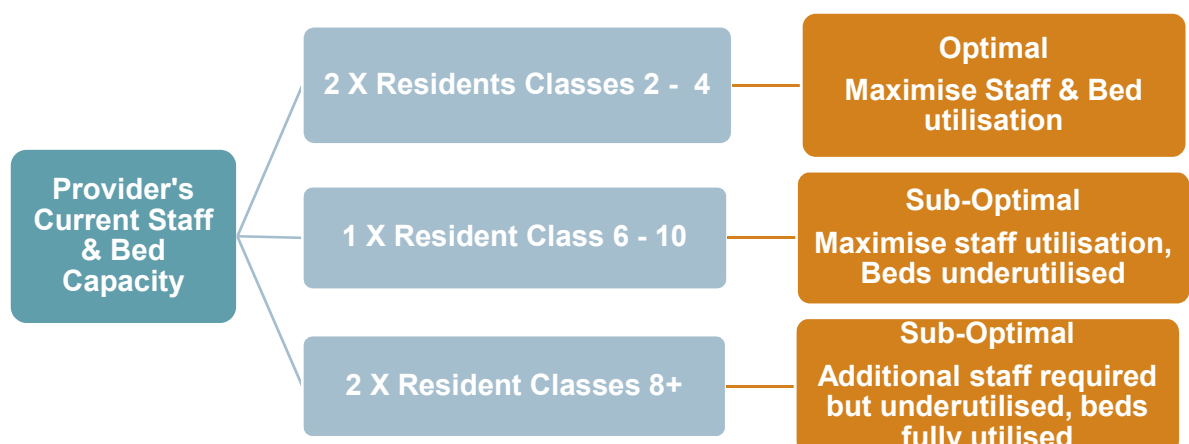 Provider's
Current Staff
& Bed
Capacity
2 X Residents Classes 2 - 4
Optimal
Maximise Staff & Bed
utilisation
1 X Resident Class 6 - 10
Sub-Optimal
Maximise staff utilisation,
Beds underutilised
2 X Resident Classes 8+
Sub-Optimal
Additional staff required
but underutilised, beds
fully utilised